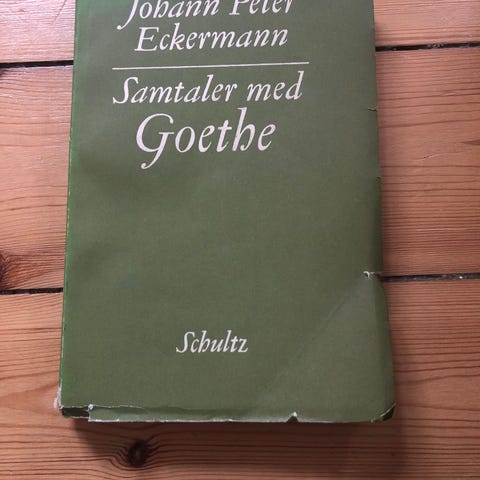 Johann Peter
Eckermann
Samtaler med
Goethe
Schultz